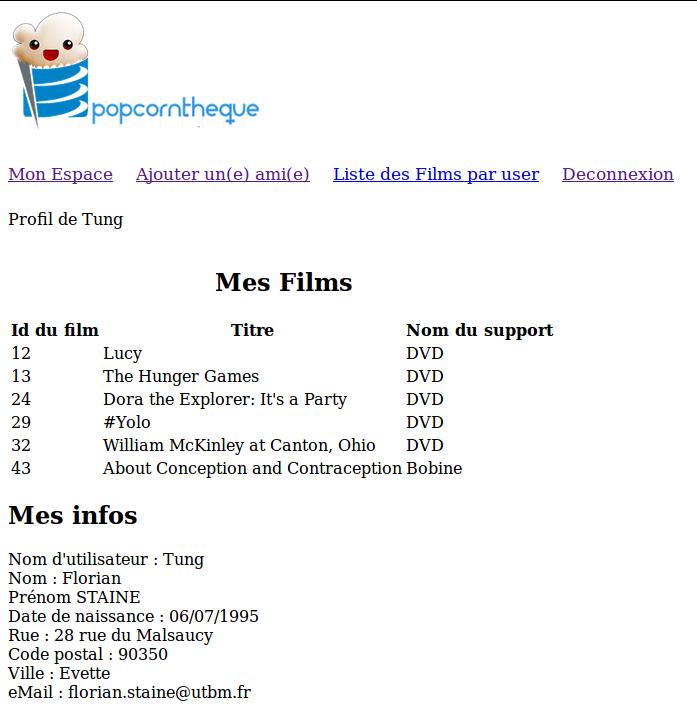 popcorntheque
Mon Espace Ajouter un(e) ami(e) Liste des Films par user Deconnexion
Profil de Tung
Mes Films
Id du film Titre Nom du support
12 Lucy DVD
13 The Hunger Games DVD
24 Dora the Explorer: It's a Party DVD
29 #Yolo DVD
32 William McKinley at Canton, Ohio DVD
43 About Conception and Contraception Bobine
Mes infos
Nom d'utilisateur : Tung
Nom : Florian
Prénom STAINE
Date de naissance : 06/07/1995
Rue : 28 rue du Malsaucy
Code postal : 90350
Ville : Evette
eMail : florian.staine@utbm.fr